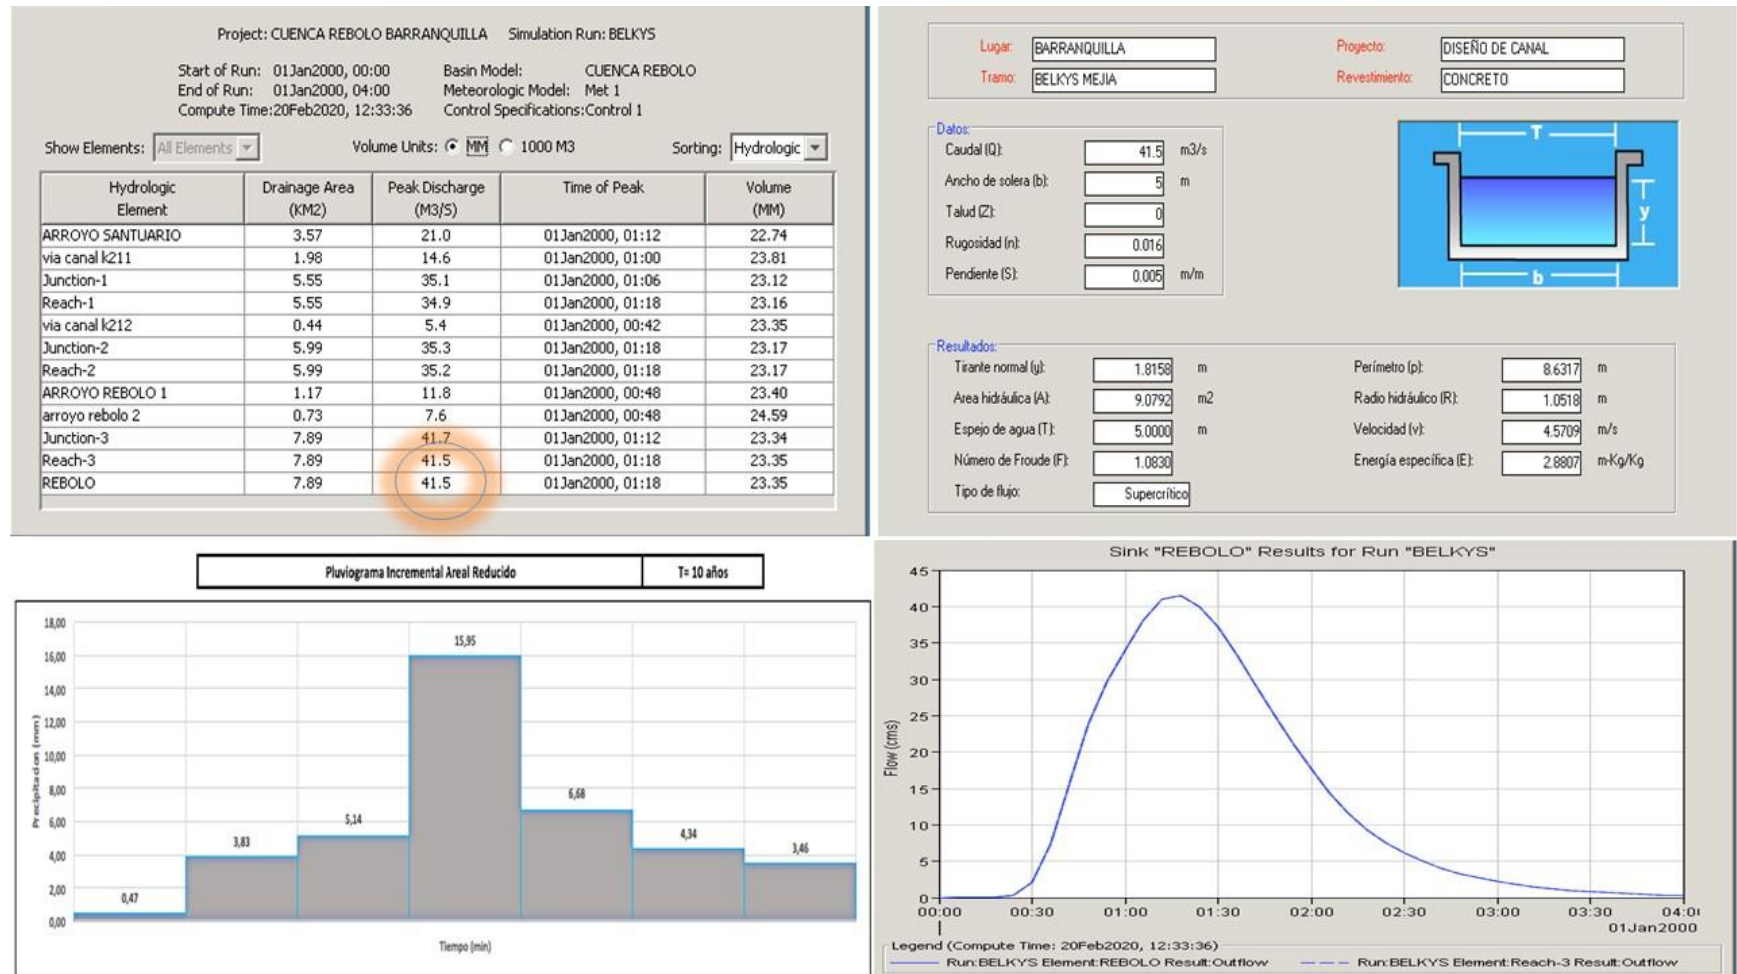 Project: CUENCA REBOLO BARRANQUILLA Simulation Run: BELKYS
Start of Run: 01Jan2000, 00:00 Basin Model: CUENCA REBOLO
End of Run: 01Jan2000, 04:00 Meteorologic Model: Met 1
Compute Time:20Feb2020, 12:33:36 Control Specifications:Control 1
Show Elements: All Elements Volume Units: MM 1000 M3 Sorting: Hydrologic
Hydrologic Drainage Area Peak Discharge Time of Peak Volume
Element (KM2) (M3/S) (MM)
ARROYO SANTUARIO 3.57 21.0 01Jan2000, 01:12 22.74
via canal k211 1.98 14.6 01Jan2000, 01:00 23.81
Junction-1 5.55 35.1 01Jan2000, 01:06 23.12
Reach-1 5.55 34.9 01Jan2000, 01:18 23.16
via canal k212 0.44 5.4 01Jan2000, 00:42 23.35
Junction-2 5.99 35.3 01Jan2000, 01:18 23.17
Reach-2 5.99 35.2 01Jan2000, 01:18 23.17
ARROYO REBOLO 1 1.17 11.8 01Jan2000, 00:48 23.40
arroyo rebolo 2 0.73 7.6 01Jan2000, 00:48 24.59
Junction-3 7.89 41.7 01Jan2000, 01:12 23.34
Reach-3 7.89 41.5 01Jan2000, 01:18 23.35
REBOLO 7.89 41.5 01Jan2000, 01:18 23.35
Lugar: BARRANQUILLA Proyecto: DISEÑO DE CANAL
Tramo: BELKYS MEJIA Revestimiento: CONCRETO
Datos:
Caudal (Q): 41.5 m3/s
Ancho de solera (b): 5 m
Talud (Z): 0
Rugosidad (n): 0.016
Pendiente (S): 0.005 m/m
T
y
b
Resultados:
Tirante normal (y): 1.8158 m Perímetro (p): 8.6317 m
Area hidráulica (A): 9.0792 m2 Radio hidráulico (R): 1.0518 m
Espejo de agua (T): 5.0000 m Velocidad (v): 4.5709 m/s
Número de Froude (F): 1.0830 Energía específica (E): 2.8807 m-Kg/Kg
Tipo de flujo: Supercrítico
Pluviograma Incremental Areal Reducido T= 10 años
18,00
16,00
14,00
12,00
10,00
8,00
6,00
4,00
2,00
0,00
Precipitacion (mm)
0,47
3,83
5,14
15,95
6,68
4,34
3,46
Tiempo (min)
Sink "REBOLO" Results for Run "BELKYS"
45
40
35
30
25
20
15
10
5
0
Flow (cms)
00:00 00:30 01:00 01:30 02:00 02:30 03:00 03:30 04:0
01Jan2000
Legend (Compute Time: 20Feb2020, 12:33:36)
Run:BELKYS Element:REBOLO Result:Outflow Run:BELKYS Element:Reach-3 Result:Outflow